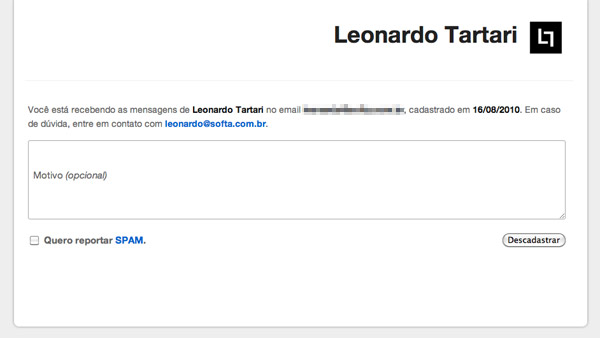 Leonardo Tartari
Você está recebendo as mensagens de Leonardo Tartari no email , cadastrado em 16/08/2010. Em caso
de dúvida, entre em contato com leonardo@softa.com.br.
Motivo (opcional)
Quero reportar SPAM.
Descadastrar